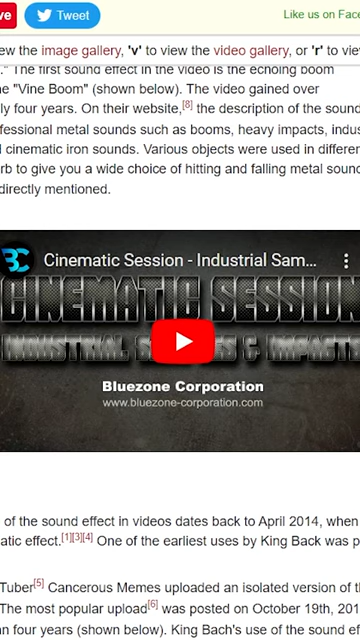 ve
Tweet
Like us on Face
ew the image gallery, 'v' to view the video gallery, or 'r' to view
." The first sound effect in the video is the echoing boom
e "Vine Boom" (shown below). The video gained over
ly four years. On their website,[8] the description of the sound
fessional metal sounds such as booms, heavy impacts, indus
l cinematic iron sounds. Various objects were used in differen
rb to give you a wide choice of hitting and falling metal sound
directly mentioned.
BC
Cinematic Session - Industrial Sam...
CINEMATIC SESSION
INDUSTRIAL S S & IMPACTS
Bluezone Corporation
www.bluezone-corporation.com
of the sound effect in videos dates back to April 2014, when
atic effect.[1][3][4] One of the earliest uses by King Back was p
Tuber[5] Cancerous Memes uploaded an isolated version of th
The most popular upload[6] was posted on October 19th, 201
n four years (shown below). King Bach's use of the sound ef